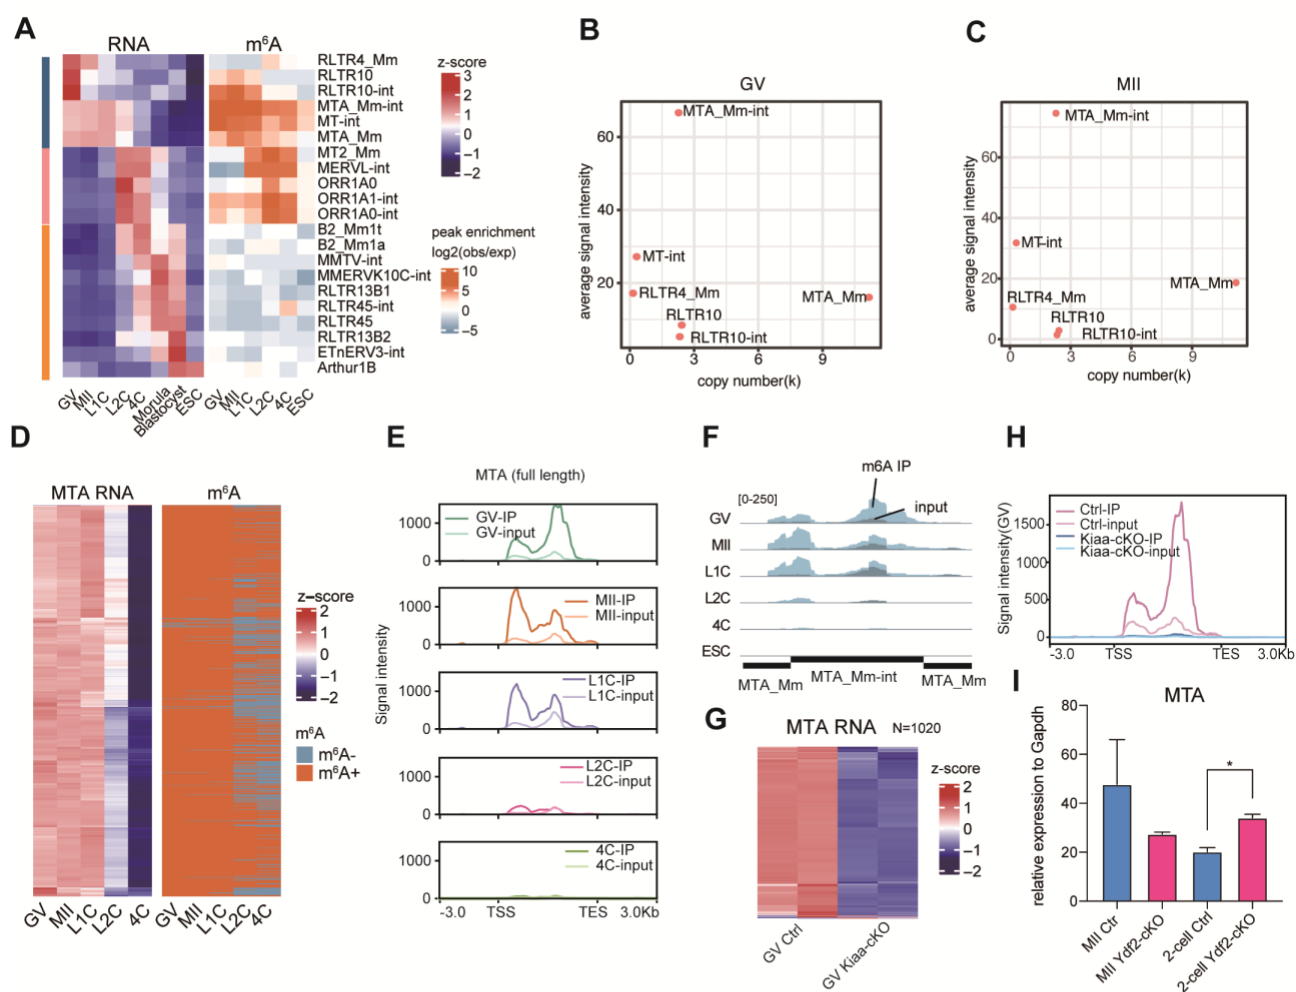 A
RNA
m⁶A
RLTR4_Mm
RLTR10
RLTR10-int
MTA_Mm-int
MT-int
MTA_Mm
MT2_Mm
MERVL-int
ORR1A0
ORR1A1-int
ORR1A0-int
B2_Mm1t
B2_Mm1a
MMTV-int
MMERVK10C-int
RLTR13B1
RLTR45-int
RLTR45
RLTR13B2
ETnERV3-int
Arthur1B
GV
MII
L1C
L2C
4C
Morula
Blastocyst
ESC
GV
MII
L1C
L2C
4C
ESC
z-score
3
2
1
0
−1
−2
peak enrichment
log2(obs/exp)
10
5
0
−5
B
GV
average signal intensity
60
40
20
MTA_Mm-int
MT-int
RLTR4_Mm
MTA_Mm
RLTR10
RLTR10-int
0
3
6
9
copy number(k)
C
MII
average signal intensity
60
40
20
0
MTA_Mm-int
MT-int
RLTR4_Mm
MTA_Mm
RLTR10
RLTR10-int
0
3
6
9
copy number(k)
D
MTA RNA
m⁶A
GV
MII
L1C
L2C
4C
GV
MII
L1C
L2C
4C
z−score
2
1
0
−1
−2
m⁶A
m⁶A-
m⁶A+
E
MTA (full length)
Signal intensity
1000
0
GV-IP
GV-input
1000
0
MII-IP
MII-input
1000
0
L1C-IP
L1C-input
1000
0
L2C-IP
L2C-input
1000
0
4C-IP
4C-input
-3.0
TSS
TES
3.0Kb
F
m6A IP
[0-250]
input
GV
MII
L1C
L2C
4C
ESC
MTA_Mm
MTA_Mm-int
MTA_Mm
G
MTA RNA
N=1020
GV Ctrl
GV Kiaa-cKO
z-score
2
1
0
−1
−2
H
Signal intensity(GV)
1500
1000
500
0
Ctrl-IP
Ctrl-input
Kiaa-cKO-IP
Kiaa-cKO-input
-3.0
TSS
TES
3.0Kb
I
MTA
relative expression to Gapdh
80
60
40
20
0
*
MII Ctr
MII Ydf2-cKO
2-cell Ctrl
2-cell Ydf2-cKO